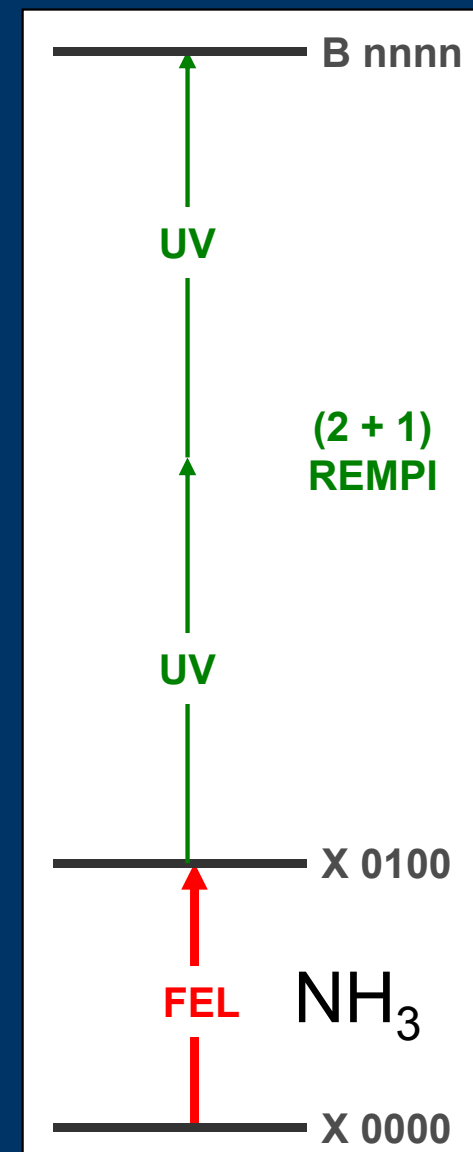 B nnnn
UV
(2 + 1)
REMPI
UV
X 0100
FEL
NH₃
X 0000